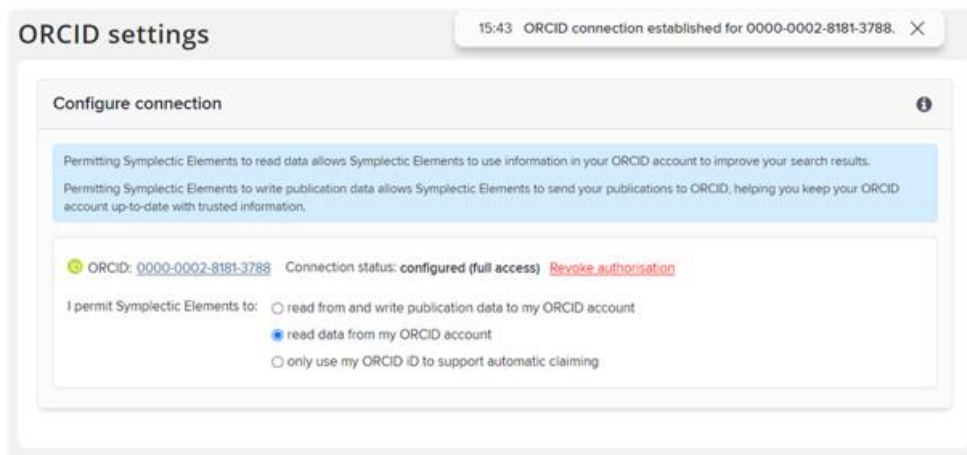 ORCID settings
15:43 ORCID connection established for 0000-0002-8181-3788.
Configure connection
Permitting Symplectic Elements to read data allows Symplectic Elements to use information in your ORCID account to improve your search results.
Permitting Symplectic Elements to write publication data allows Symplectic Elements to send your publications to ORCID, helping you keep your ORCID
account up-to-date with trusted information.
ORCID: 0000-0002-8181-3788 Connection status: configured (full access) Revoke authorisation
I permit Symplectic Elements to: read from and write publication data to my ORCID account
read data from my ORCID account
only use my ORCID iD to support automatic claiming